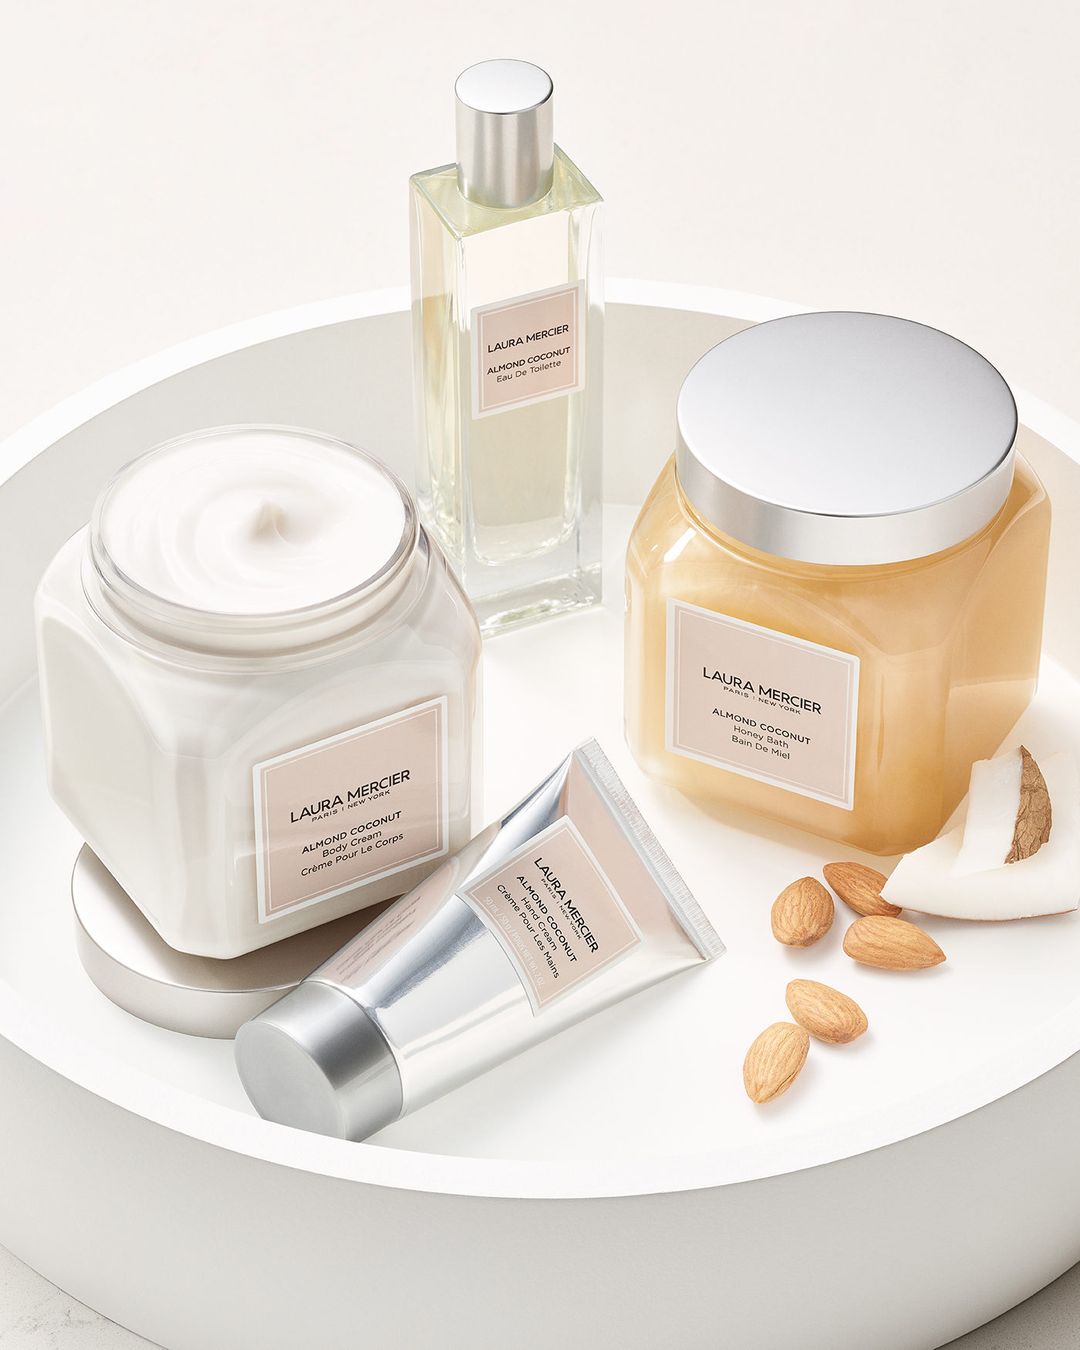 LAURA MERCIER
ALMOND COCONUT
Eau De Toilette
LAURA MERCIER
PARIS | NEW YORK
ALMOND COCONUT
Honey Bath
Bain De Miel
LAURA MERCIER
PARIS | NEW YORK
ALMOND COCONUT
Body Cream
Crème Pour Le Corps
LAURA MERCIER
PARIS | NEW YORK
ALMOND COCONUT
Hand Cream
Crème Pour Les Mains